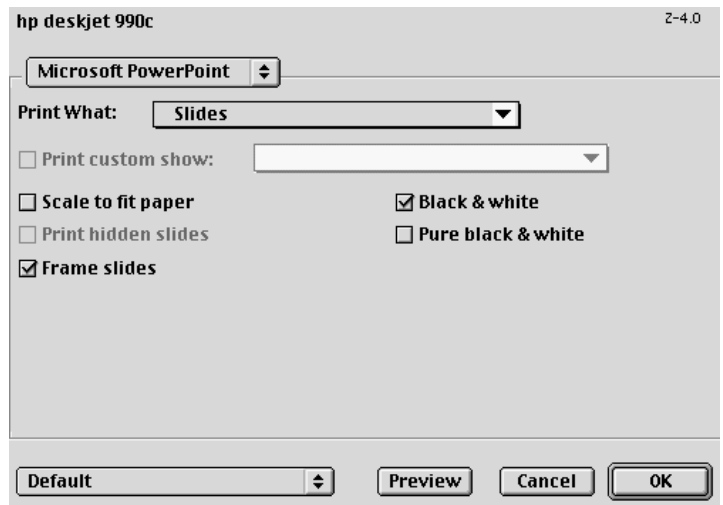 hp deskjet 990c Z-4.0
Microsoft PowerPoint
Print What: Slides
Print custom show:
Scale to fit paper Black & white
Print hidden slides Pure black & white
Frame slides
Default Preview Cancel OK